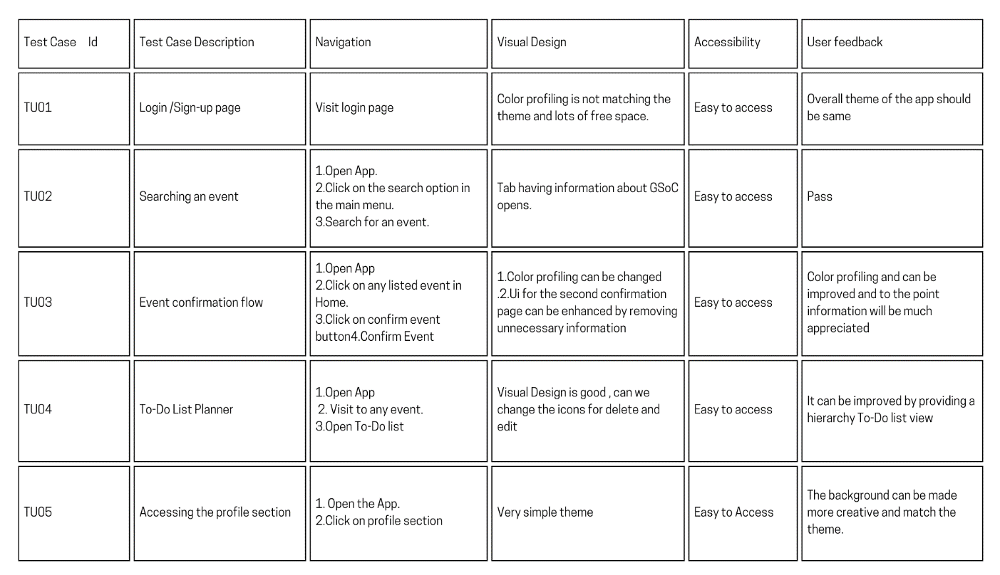 Test Case Id
Test Case Description
Navigation
Visual Design
Accessibility
User feedback
TU01
Login /Sign-up page
Visit login page
Color profiling is not matching the
theme and lots of free space.
Easy to access
Overall theme of the app should
be same
TU02
Searching an event
1.Open App.
2.Click on the search option in
the main menu.
3.Search for an event.
Tab having information about GSoC
opens.
Easy to access
Pass
TU03
Event confirmation flow
1.Open App
2.Click on any listed event in
Home.
3.Click on confirm event
button4.Confirm Event
1.Color profiling can be changed
.2.Ui for the second confirmation
page can be enhanced by removing
unnecessary information
Easy to access
Color profiling and can be
improved and to the point
information will be much
appreciated
TU04
To-Do List Planner
1.Open App
2. Visit to any event.
3.Open To-Do list
Visual Design is good , can we
change the icons for delete and
edit
Easy to access
It can be improved by providing a
hierarchy To-Do list view
TU05
Accessing the profile section
1. Open the App.
2.Click on profile section
Very simple theme
Easy to Access
The background can be made
more creative and match the
theme.